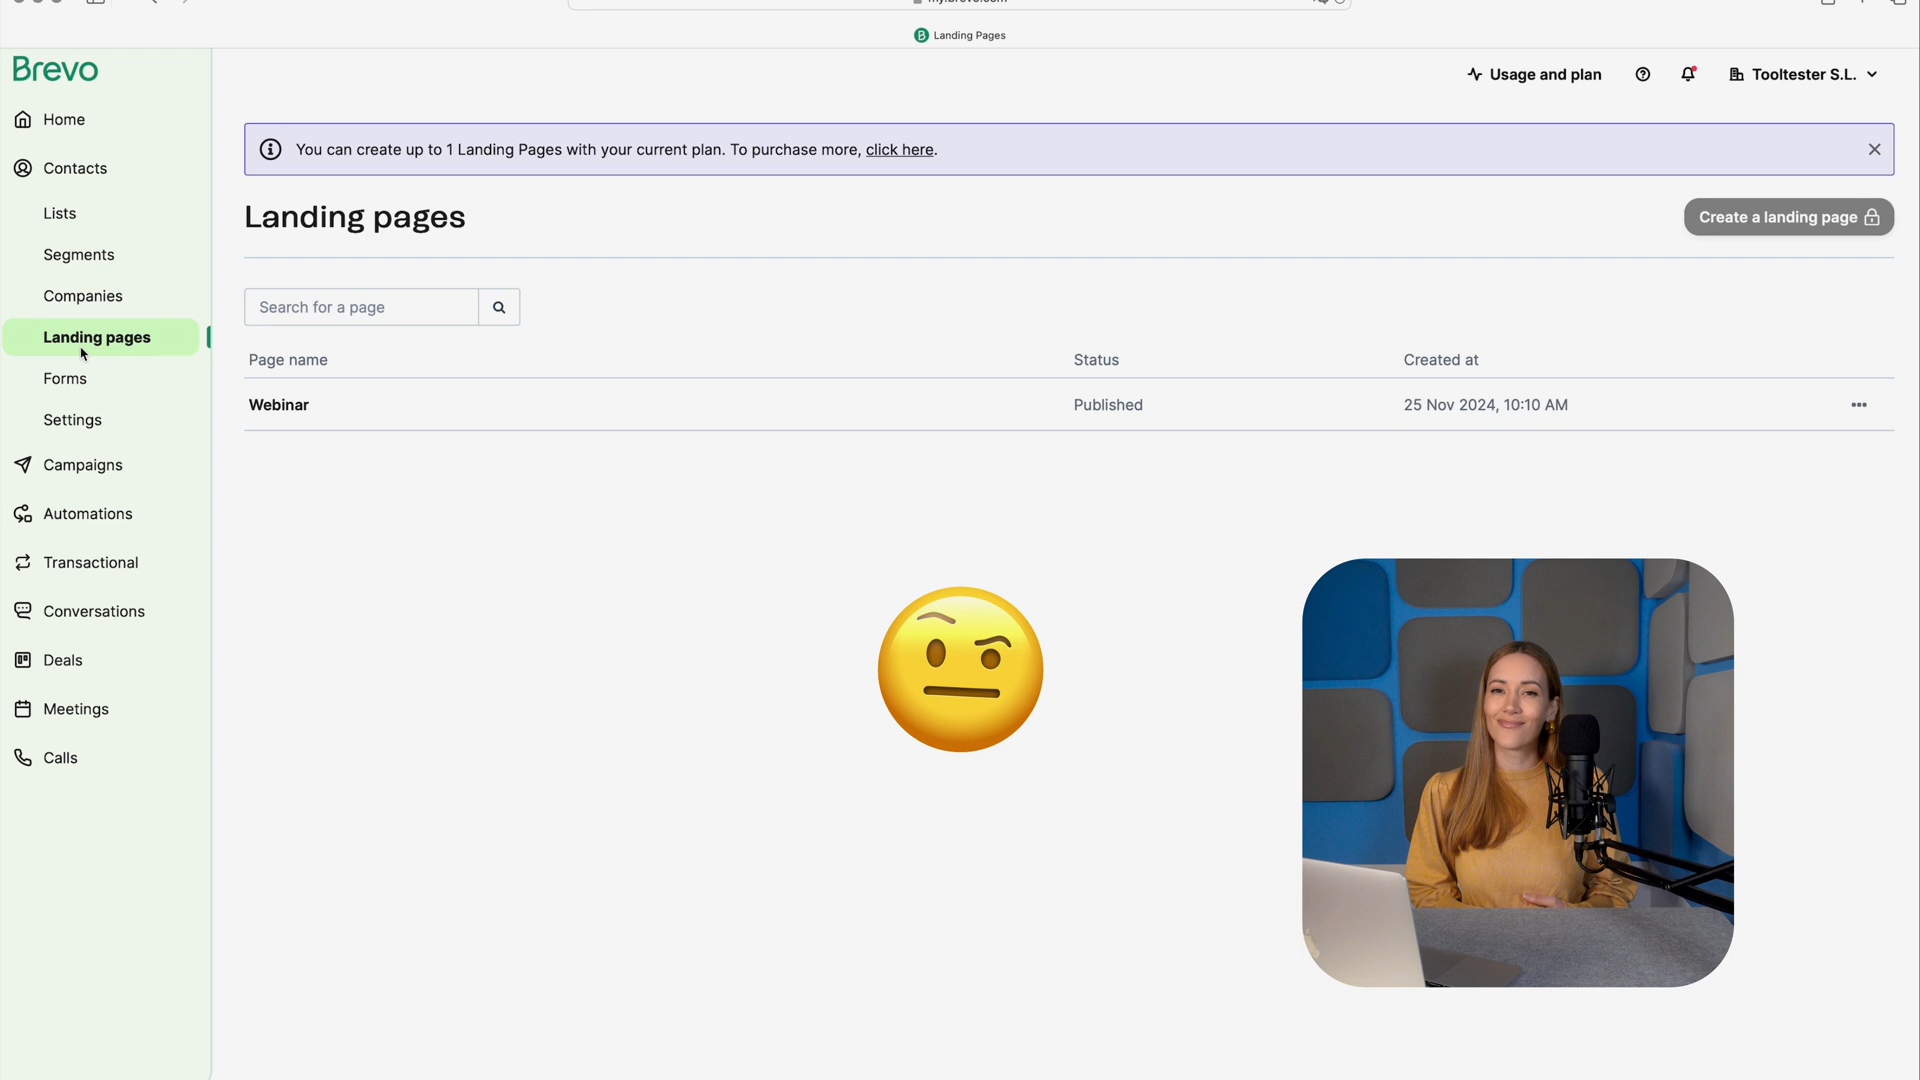 Landing Pages
Brevo
Usage and plan
Tooltester S.L.
Home
Contacts
Lists
Segments
Companies
Landing pages
Forms
Settings
Campaigns
Automations
Transactional
Conversations
Deals
Meetings
Calls
You can create up to 1 Landing Pages with your current plan. To purchase more, click here.
Landing pages
Create a landing page
Search for a page
Page name Status Created at
Webinar Published 25 Nov 2024, 10:10 AM